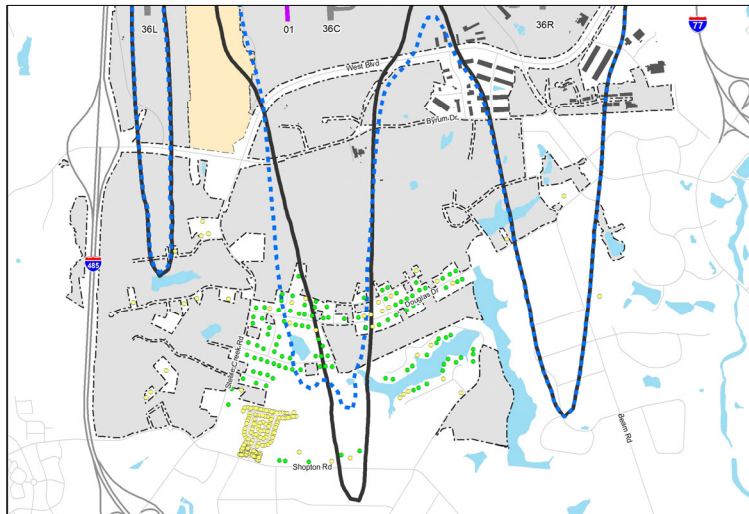 36L
01
36C
36R
77
West Blvd
Byrum Dr
485
Douglas Dr
Steele Creek Rd
Beam Rd
Shopton Rd